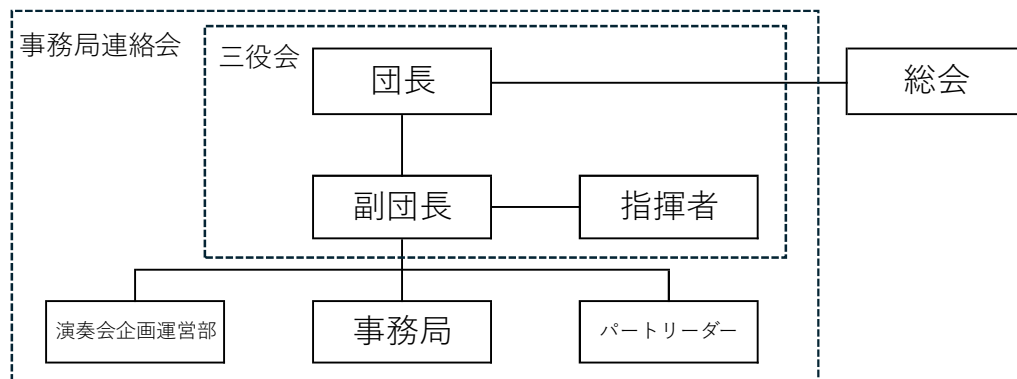 事務局連絡会
三役会
団長
総会
副団長
指揮者
演奏会企画運営部
事務局
パートリーダー